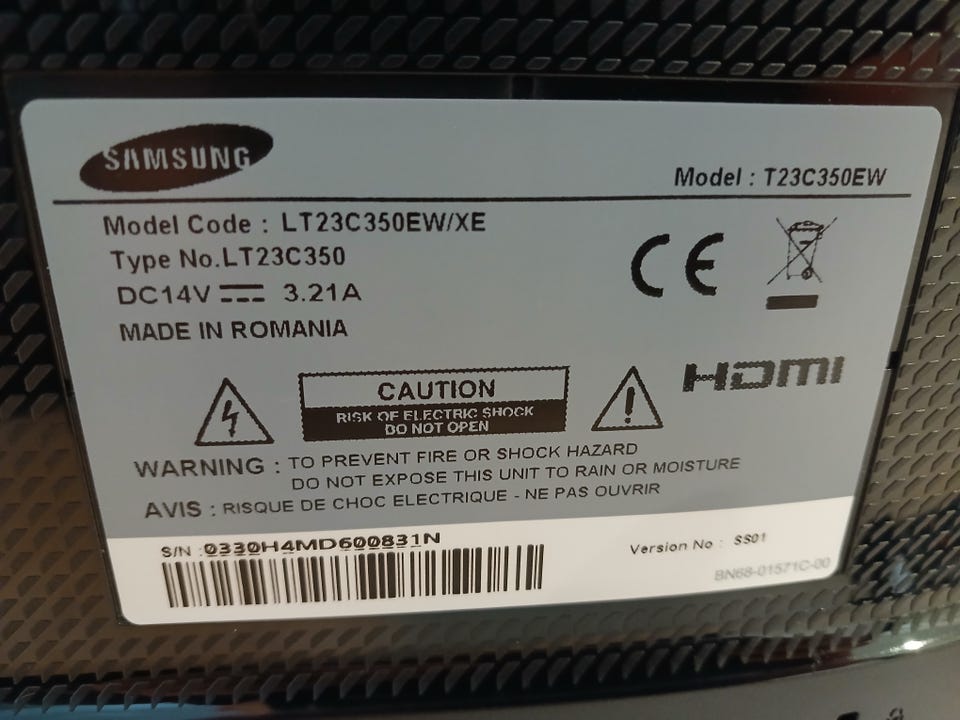 SAMSUNG
Model : T23C350EW
Model Code : LT23C350EW/XE
Type No.LT23C350
DC14V 3.21A
MADE IN ROMANIA
CE
HDMI
CAUTION
RISK OF ELECTRIC SHOCK
DO NOT OPEN
WARNING : TO PREVENT FIRE OR SHOCK HAZARD
DO NOT EXPOSE THIS UNIT TO RAIN OR MOISTURE
AVIS : RISQUE DE CHOC ELECTRIQUE - NE PAS OUVRIR
S/N : 0330H4MD600831N
Version No : SS01
BN68-01571C-00